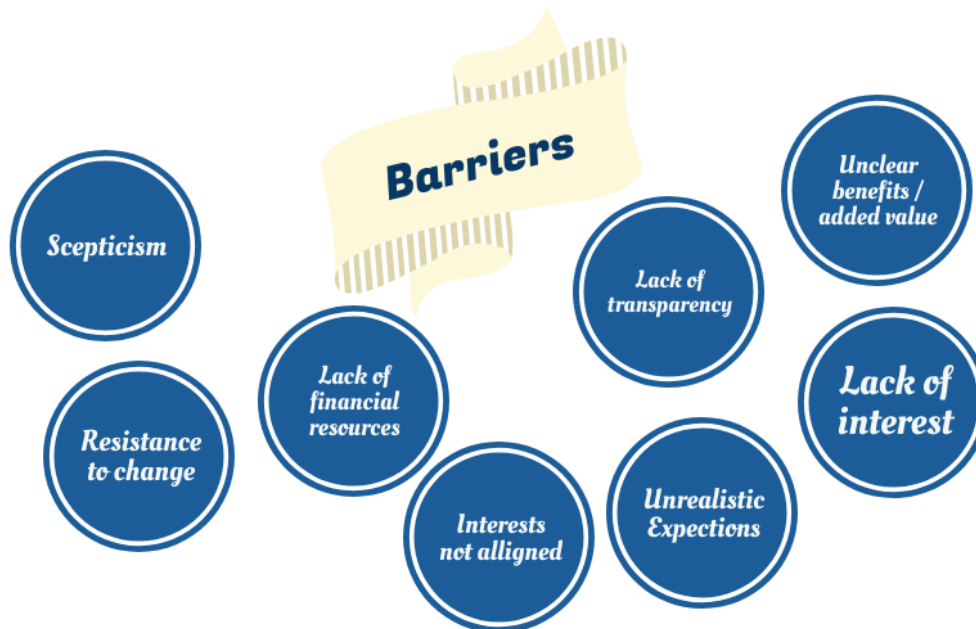 Barriers
Unclear
benefits /
added value
Scepticism
Lack of
transparency
Lack of
financial
resources
Lack of
interest
Resistance
to change
Interests
not alligned
Unrealistic
Expections